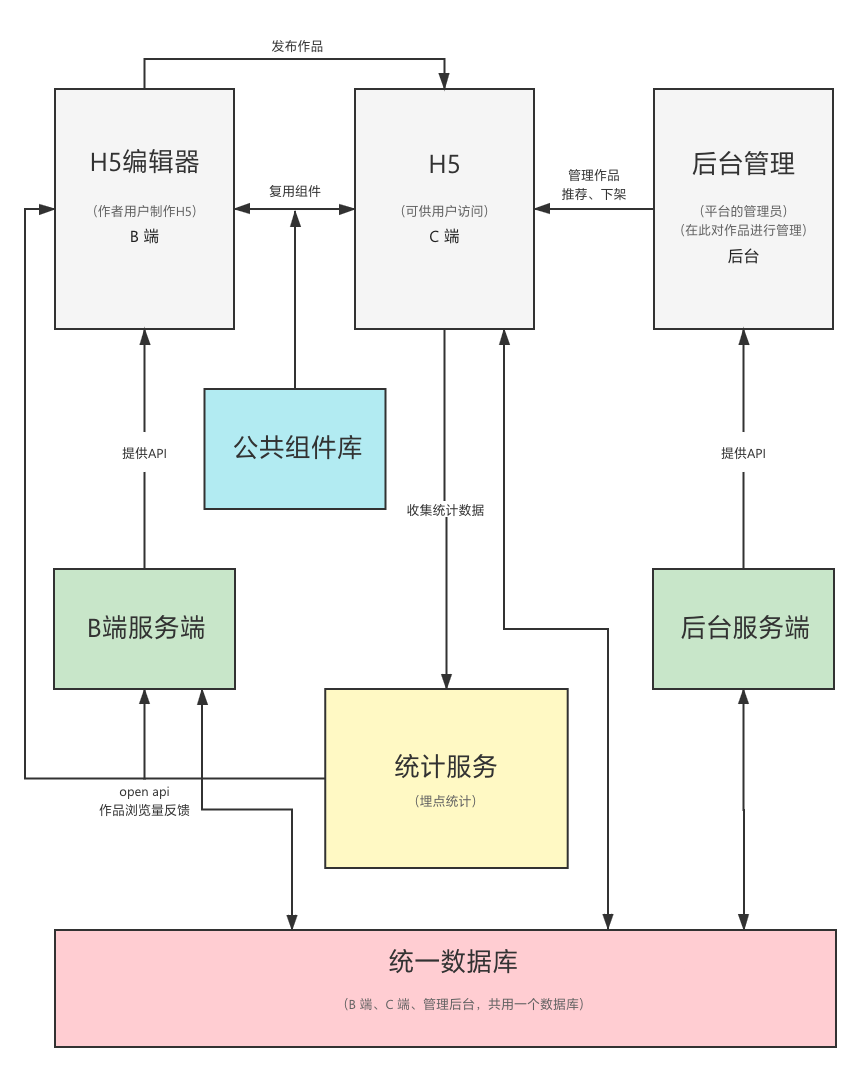 发布作品
H5编辑器
（作者用户制作H5）
B 端
复用组件
H5
（可供用户访问）
C 端
管理作品
推荐、下架
后台管理
（平台的管理员）
（在此对作品进行管理）
后台
公共组件库
提供API
收集统计数据
提供API
B端服务端
后台服务端
统计服务
（埋点统计）
open api
作品浏览量反馈
统一数据库
（B 端、C 端、管理后台，共用一个数据库）